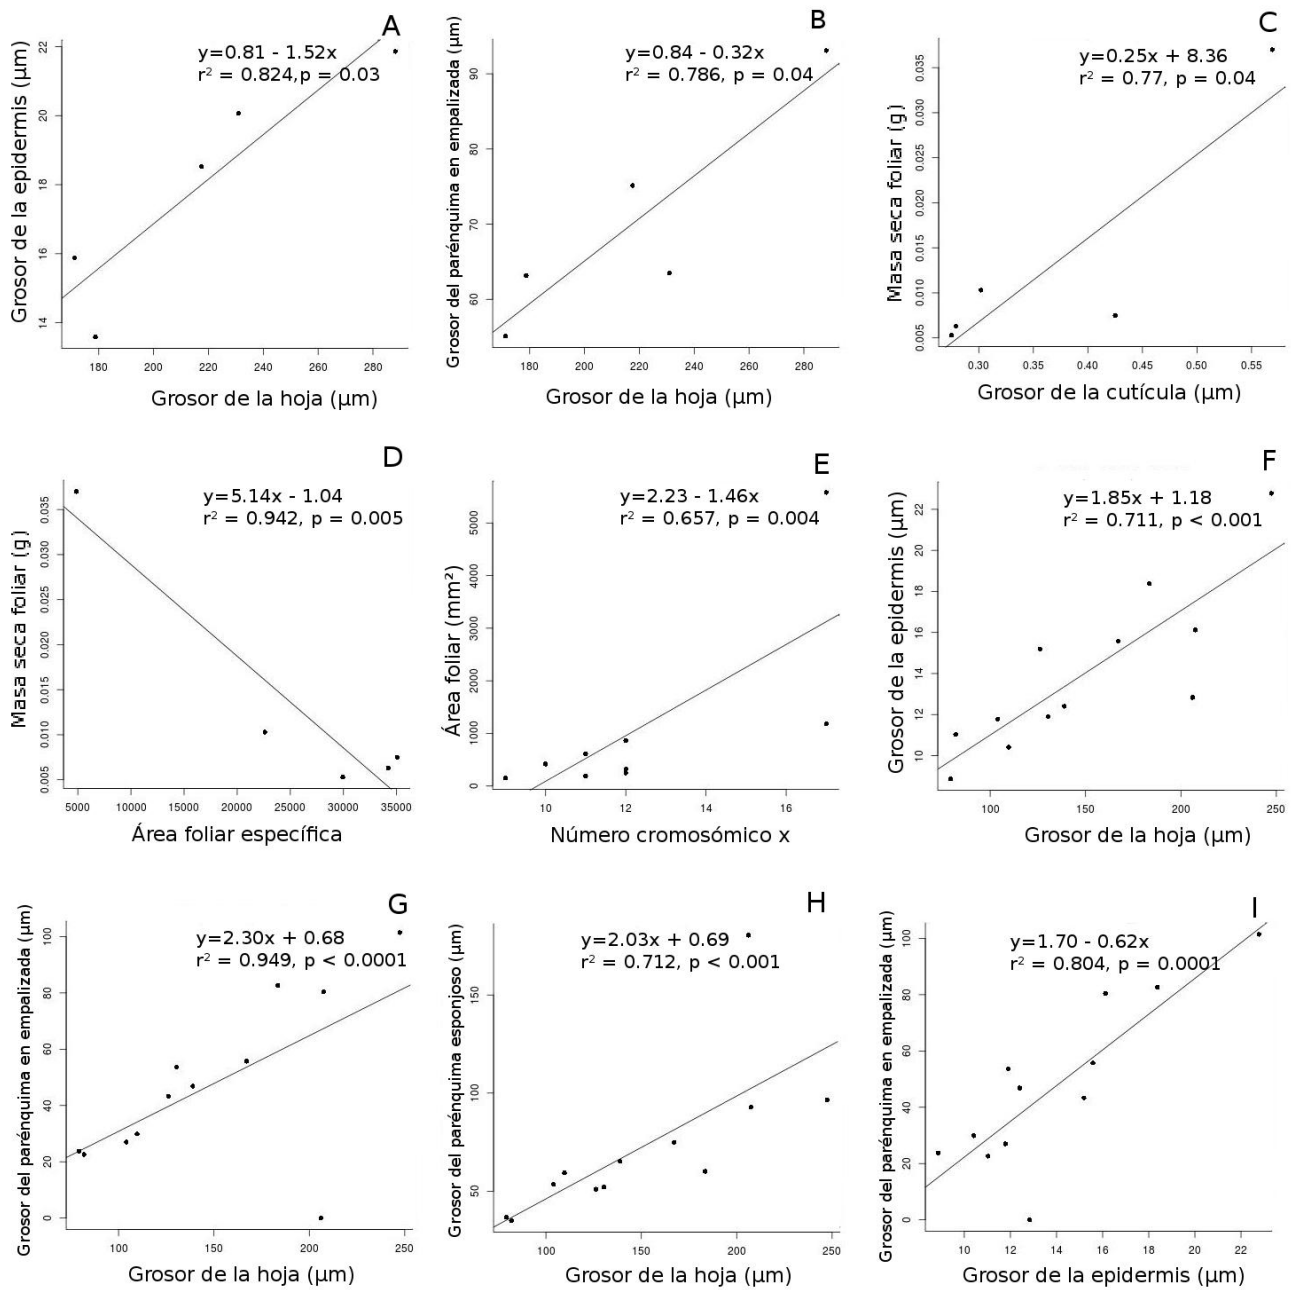 A
y=0.81 - 1.52x
r² = 0.824,p = 0.03
Grosor de la epidermis (µm)
14 16 18 20 22
180 200 220 240 260 280
Grosor de la hoja (µm)
B
y=0.84 - 0.32x
r² = 0.786, p = 0.04
Grosor del parénquima en empalizada (µm)
60 70 80 90
180 200 220 240 260 280
Grosor de la hoja (µm)
C
y=0.25x + 8.36
r² = 0.77, p = 0.04
Masa seca foliar (g)
0.005 0.010 0.015 0.020 0.025 0.030 0.035
0.30 0.35 0.40 0.45 0.50 0.55
Grosor de la cutícula (µm)
D
y=5.14x - 1.04
r² = 0.942, p = 0.005
Masa seca foliar (g)
0.005 0.010 0.015 0.020 0.025 0.030 0.035
5000 10000 15000 20000 25000 30000 35000
Área foliar específica
E
y=2.23 - 1.46x
r² = 0.657, p = 0.004
Área foliar (mm²)
0 1000 2000 3000 4000 5000
10 12 14 16
Número cromosómico x
F
y=1.85x + 1.18
r² = 0.711, p < 0.001
Grosor de la epidermis (µm)
10 12 14 16 18 20 22
100 150 200 250
Grosor de la hoja (µm)
G
y=2.30x + 0.68
r² = 0.949, p < 0.0001
Grosor del parénquima en empalizada (µm)
0 20 40 60 80 100
100 150 200 250
Grosor de la hoja (µm)
H
y=2.03x + 0.69
r² = 0.712, p < 0.001
Grosor del parénquima esponjoso (µm)
50 100 150
100 150 200 250
Grosor de la hoja (µm)
I
y=1.70 - 0.62x
r² = 0.804, p = 0.0001
Grosor del parénquima en empalizada (µm)
0 20 40 60 80 100
10 12 14 16 18 20 22
Grosor de la epidermis (µm)